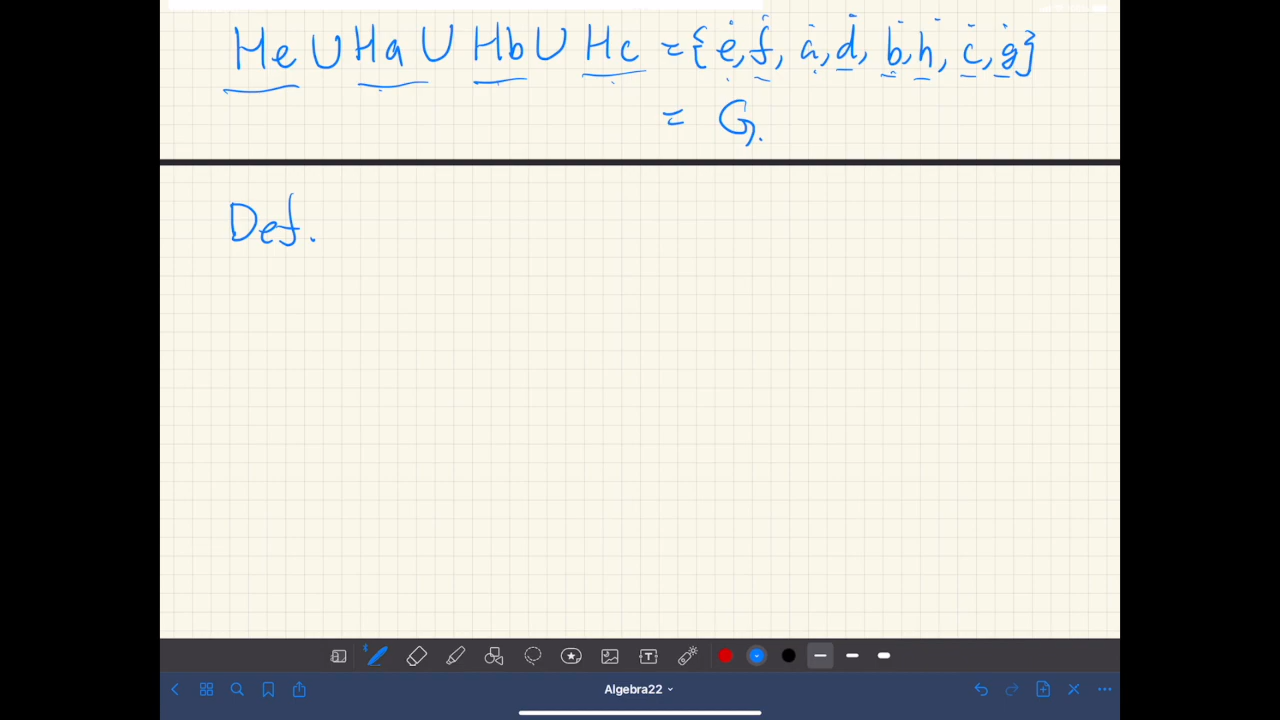 He ∪ Ha ∪ Hb ∪ Hc = {e, f, a, d, b, h, c, g}
= G.
Def.
Algebra22